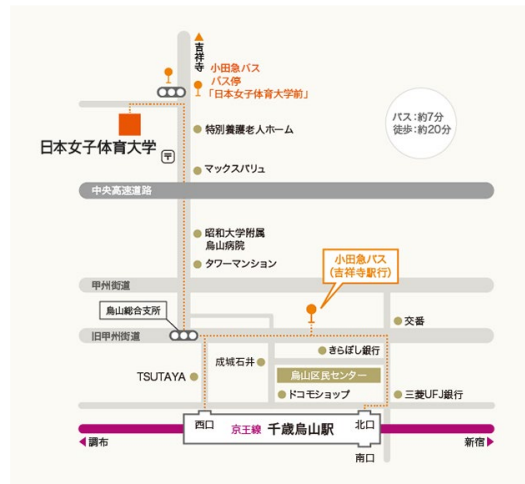 吉祥寺
小田急バス
バス停
「日本女子体育大学前」
バス:約7分
徒歩:約20分
特別養護老人ホーム
日本女子体育大学
〒
マックスバリュ
中央高速道路
昭和大学附属
烏山病院
タワーマンション
小田急バス
(吉祥寺駅行)
甲州街道
烏山総合支所
交番
旧甲州街道
きらぼし銀行
成城石井
TSUTAYA
烏山区民センター
ドコモショップ
三菱UFJ銀行
西口
京王線 千歳烏山駅
北口
調布
新宿
南口